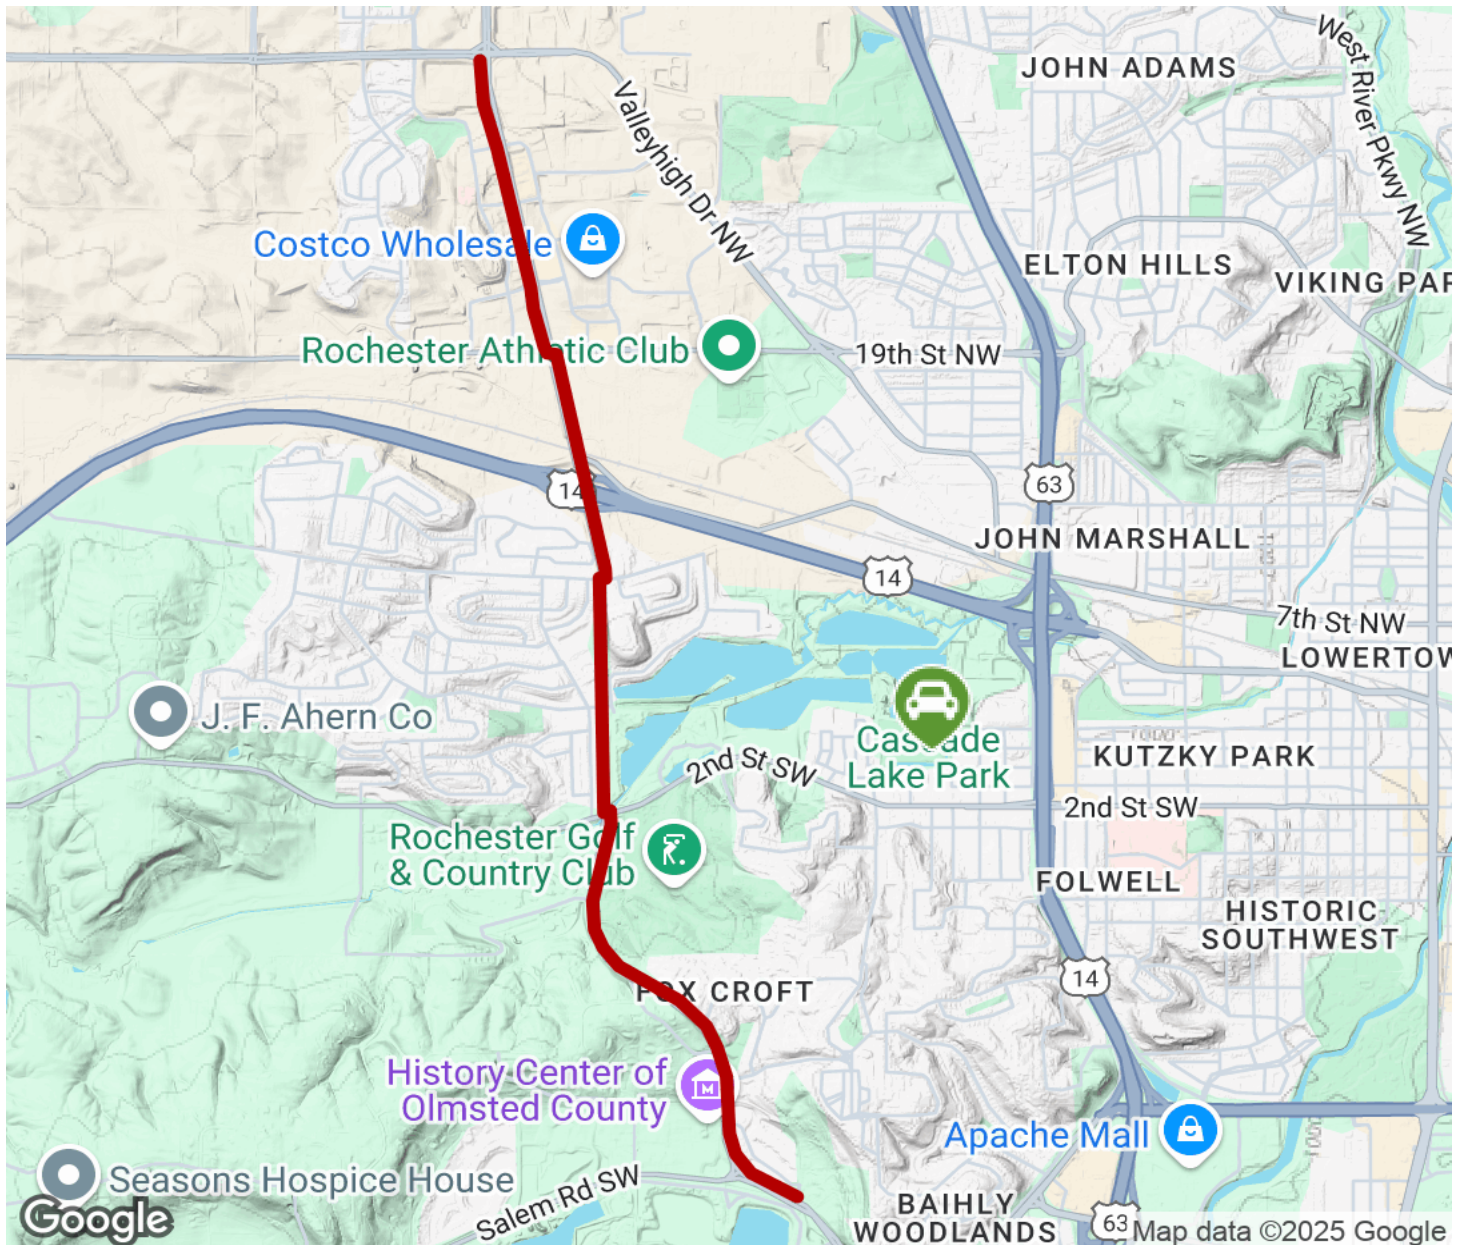 JOHN ADAMS
West River Pkwy NW
Valleyhigh Dr NW
Costco Wholesale
ELTON HILLS
VIKING PAR
Rochester Athletic Club
19th St NW
14
63
JOHN MARSHALL
14
7th St NW
LOWERTOW
J. F. Ahern Co
2nd St SW
Cascade
Lake Park
KUTZKY PARK
2nd St SW
Rochester Golf
& Country Club
FOLWELL
HISTORIC
SOUTHWEST
14
FOX CROFT
History Center of
Olmsted County
M
Apache Mall
Seasons Hospice House
Salem Rd SW
BAIHLY
WOODLANDS
63
Google
Map data ©2025 Google